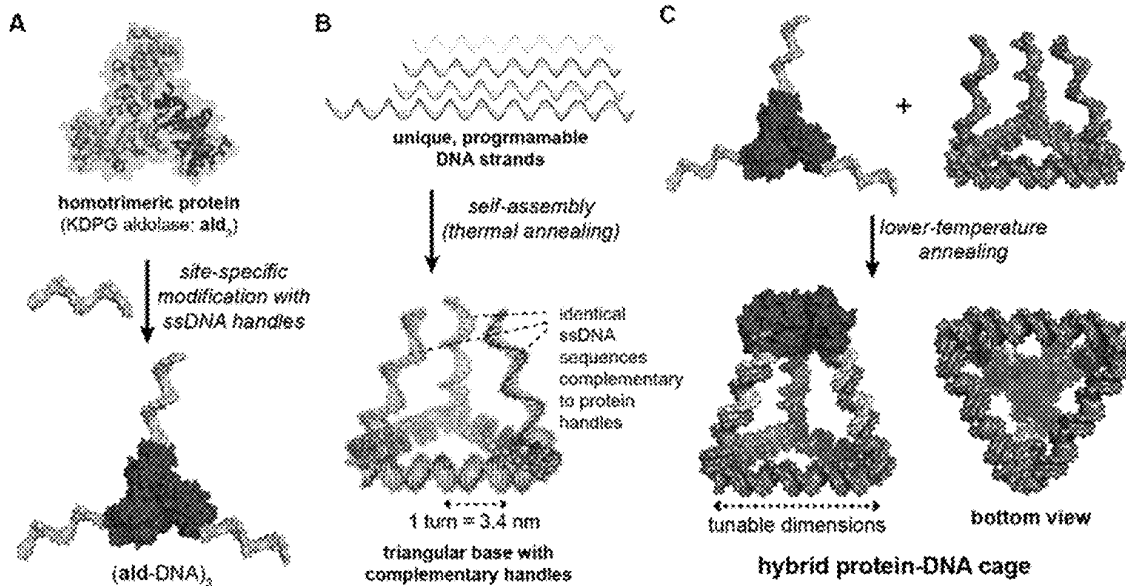 A
homotrimeric protein
(KDPG aldolase; ald₃)
site-specific
modification with
ssDNA handles
(ald-DNA)₃
B
unique, progrmamable
DNA strands
self-assembly
(thermal annealing)
identical
ssDNA
sequences
complementary
to protein
handles
1 turn = 3.4 nm
triangular base with
complementary handles
C
+
lower-temperature
annealing
tunable dimensions
bottom view
hybrid protein-DNA cage